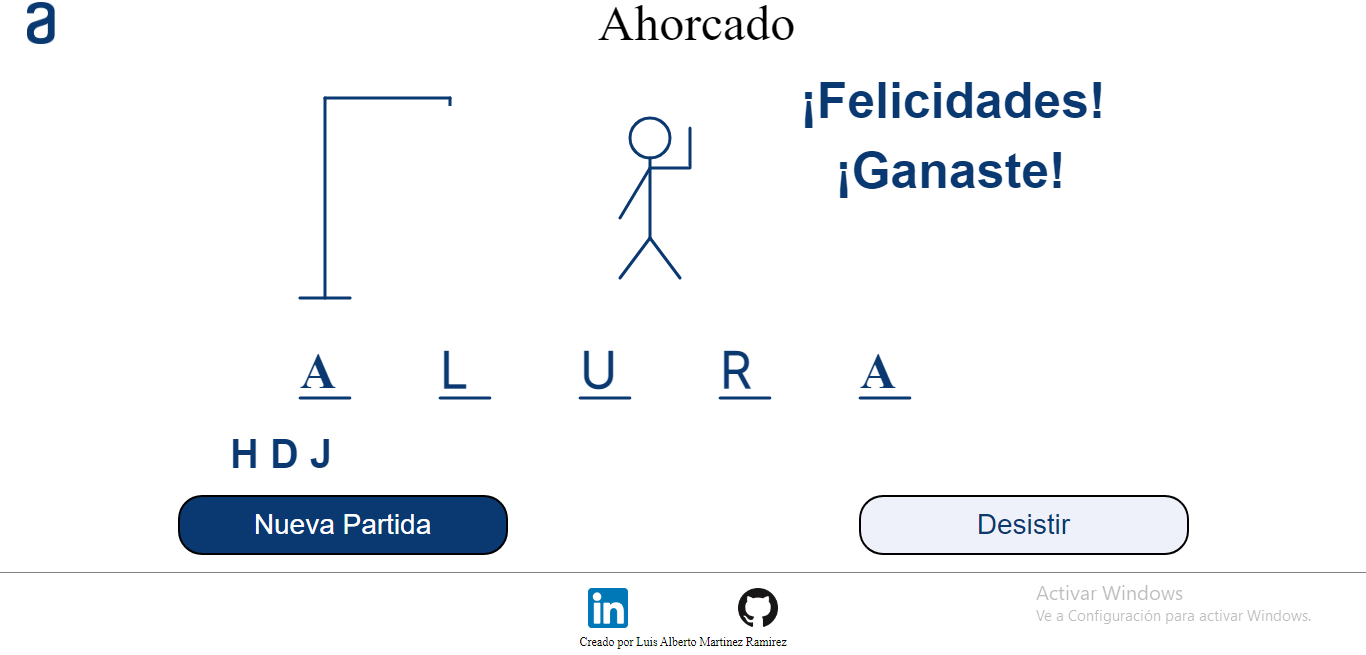 a
Ahorcado
¡Felicidades!
¡Ganaste!
A L U R A
H D J
Nueva Partida
Desistir
in
Creado por Luis Alberto Martinez Ramirez
Activar Windows
Ve a Configuración para activar Windows.